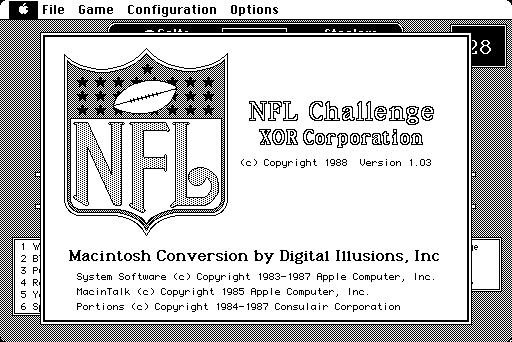 File Game Configuration Options
Colts Steelers
28
NFL
NFL Challenge
XOR Corporation
(c) Copyright 1988 Version 1.03
Macintosh Conversion by Digital Illusions, Inc
System Software (c) Copyright 1983-1987 Apple Computer, Inc.
MacinTalk (c) Copyright 1985 Apple Computer, Inc.
Portions (c) Copyright 1984-1987 Consulair Corporation
1
2
3
4
5
6